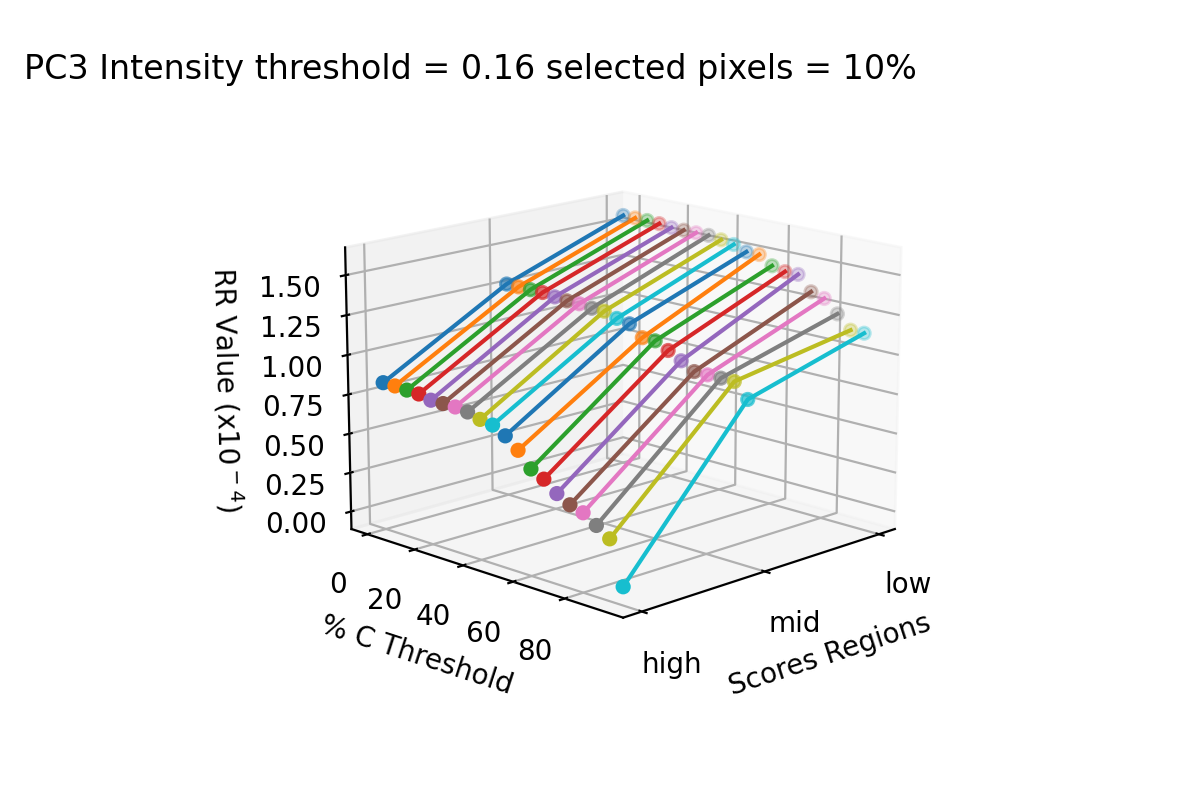 PC3 Intensity threshold = 0.16 selected pixels = 10%
RR Value (x10⁻⁴)
1.50
1.25
1.00
0.75
0.50
0.25
0.00
0
20
40
60
80
% C Threshold
high
mid
low
Scores Regions